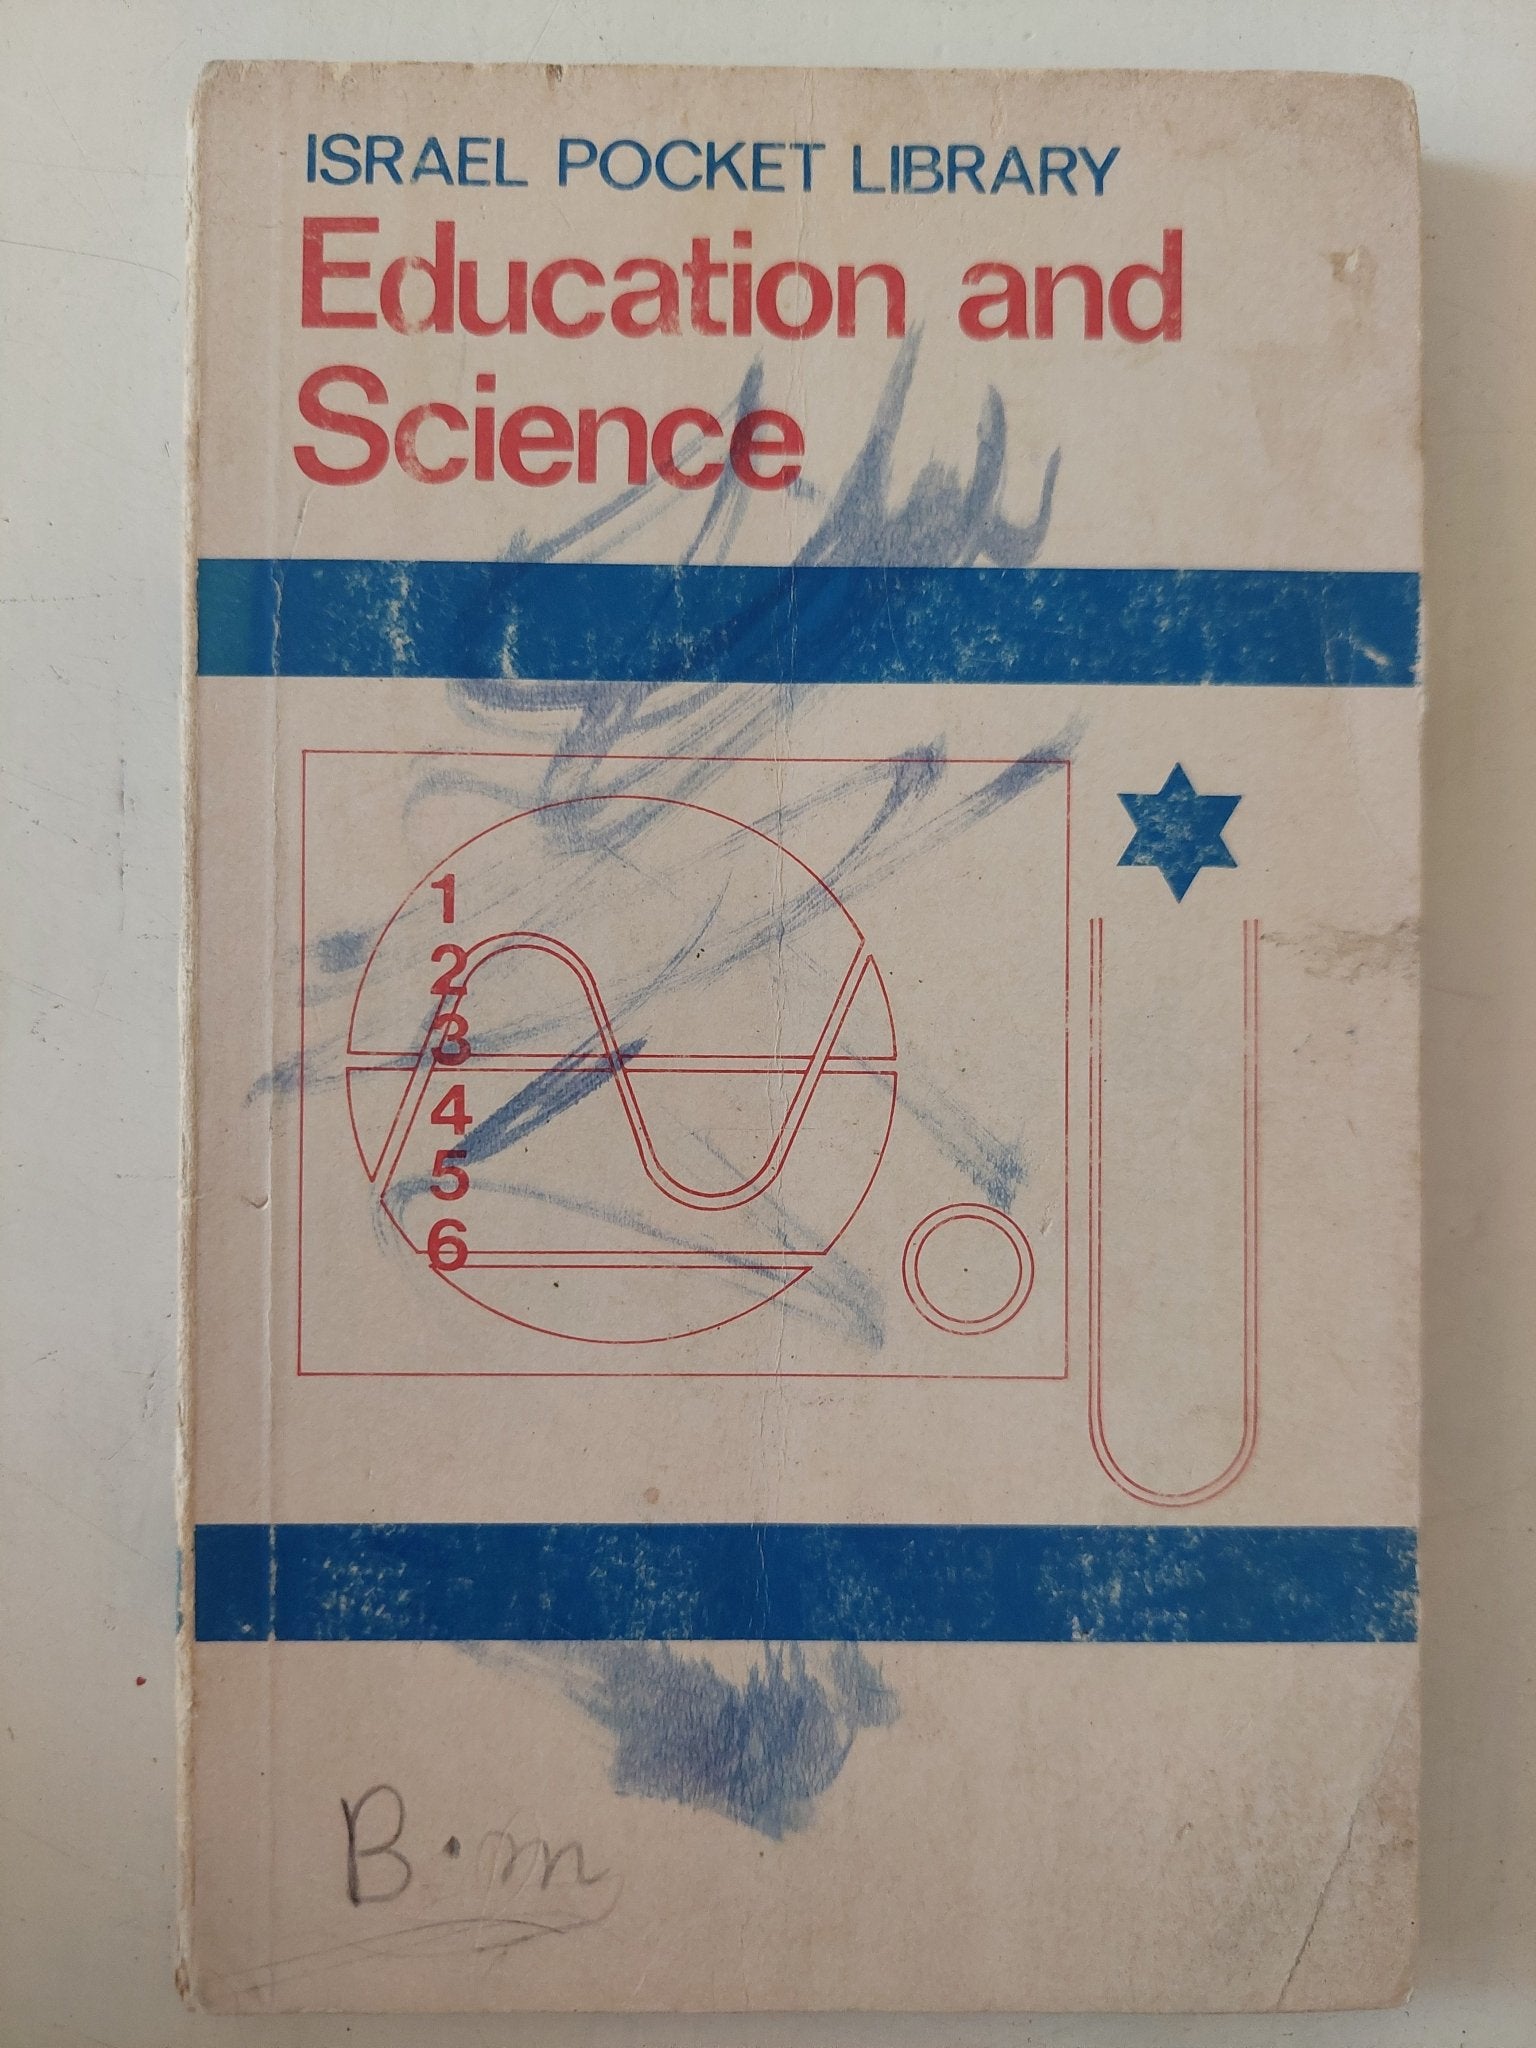 ISRAEL POCKET LIBRARY
Education and
Science
1
2
3
4
5
6
B.m